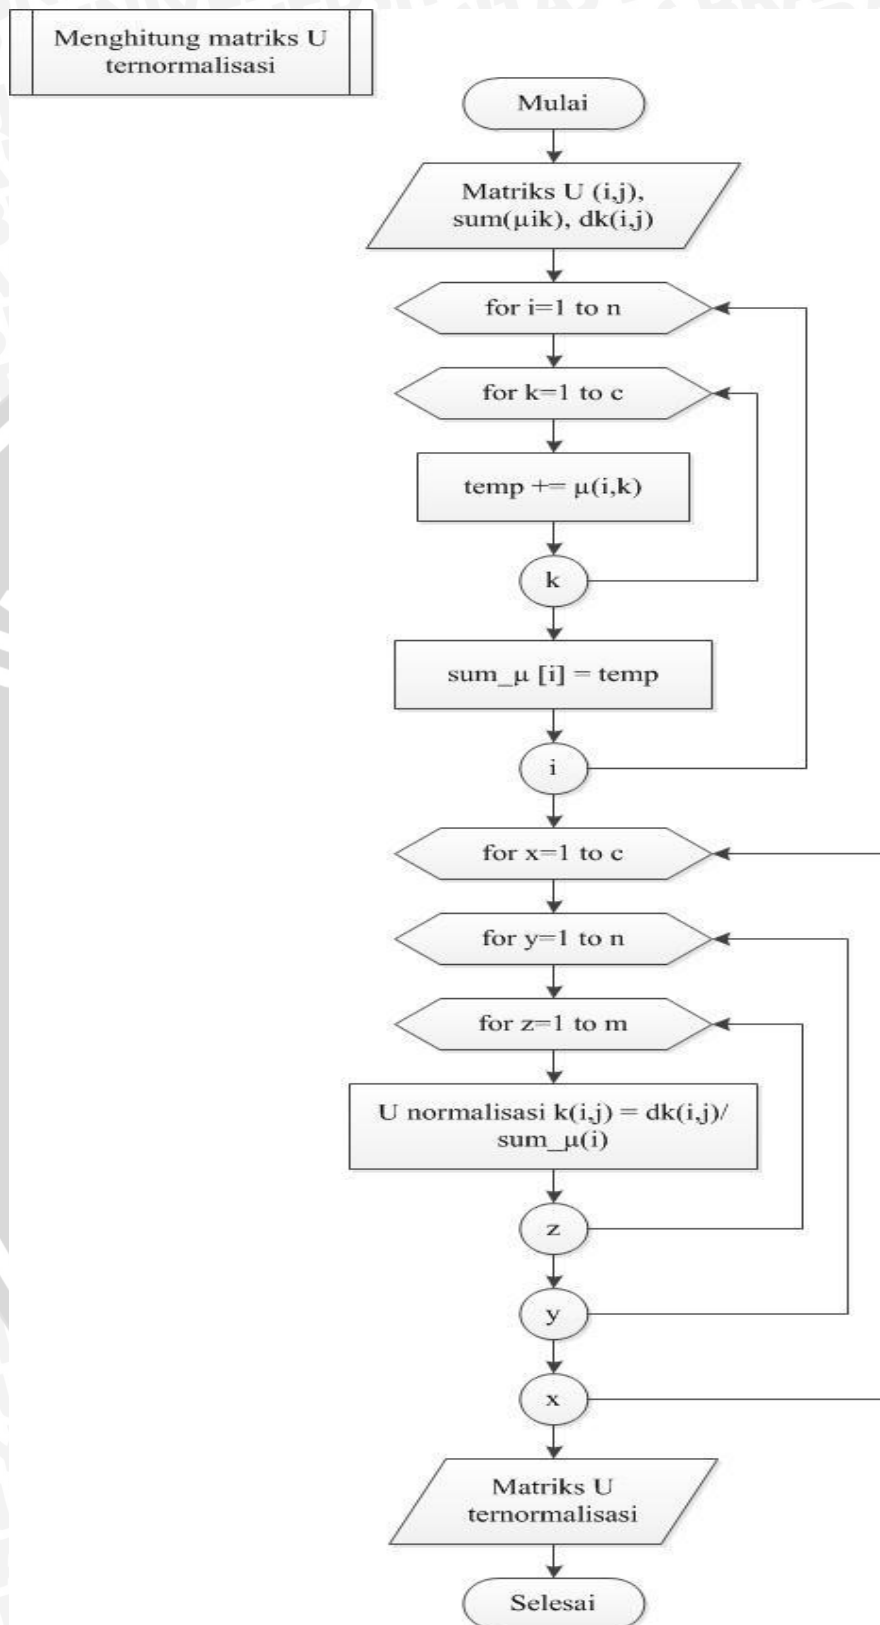 Menghitung matriks U
ternormalisasi
Mulai
Matriks U (i,j),
sum(μik), dk(i,j)
for i=1 to n
for k=1 to c
temp += μ(i,k)
k
sum_μ [i] = temp
i
for x=1 to c
for y=1 to n
for z=1 to m
U normalisasi k(i,j) = dk(i,j)/
sum_μ(i)
z
y
x
Matriks U
ternormalisasi
Selesai